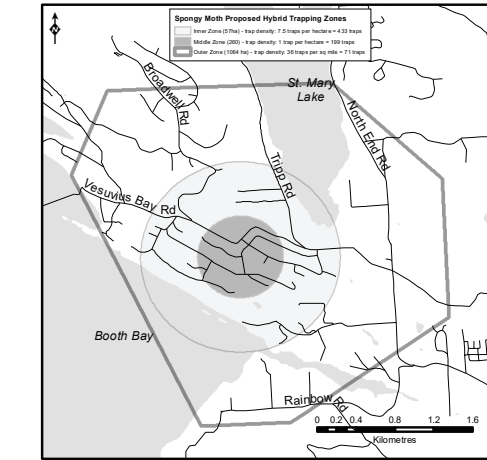 Spongy Moth Proposed Hybrid Trapping Zones
Inner Zone (57ha) - trap density: 7.5 traps per hectare = 433 traps
Middle Zone (260) - trap density: 1 trap per hectare = 199 traps
Outer Zone (1064 ha) - trap density: 36 traps per sq mile = 71 traps
N
St. Mary
Lake
Broadwell Rd
North End Rd
Tripp Rd
Vesuvius Bay Rd
Booth Bay
Rainbow Rd
0 0.2 0.4 0.8 1.2 1.6
Kilometres